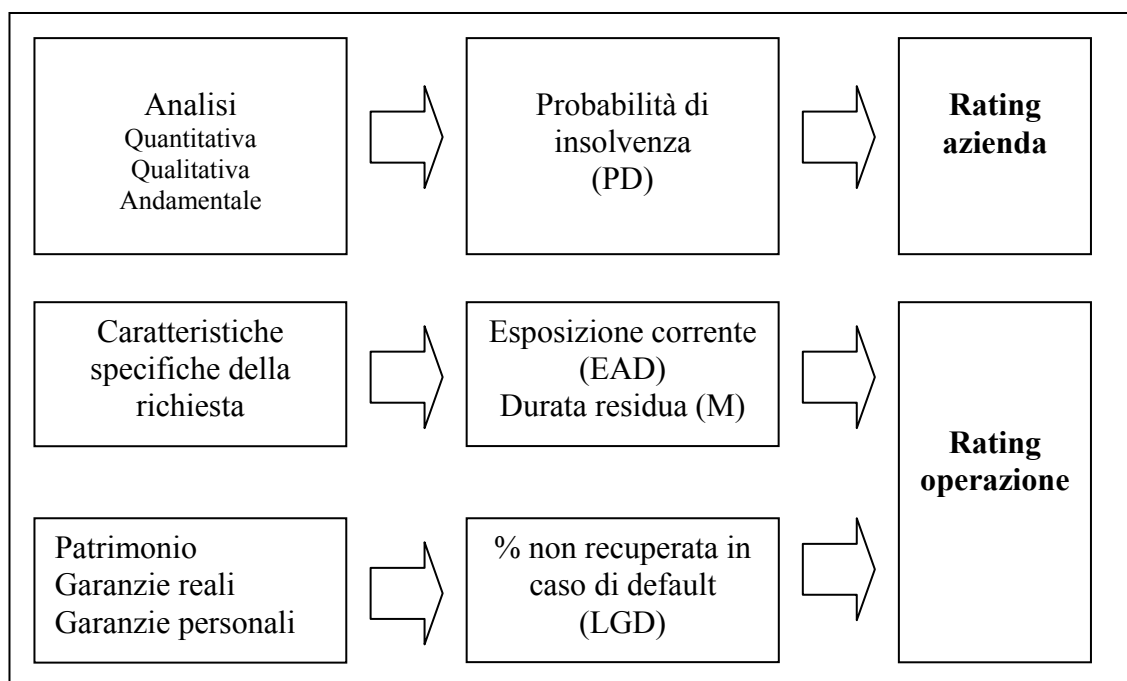 Analisi
Quantitativa
Qualitativa
Andamentale
Probabilità di
insolvenza
(PD)
Rating
azienda
Caratteristiche
specifiche della
richiesta
Esposizione corrente
(EAD)
Durata residua (M)
Rating
operazione
Patrimonio
Garanzie reali
Garanzie personali
% non recuperata in
caso di default
(LGD)